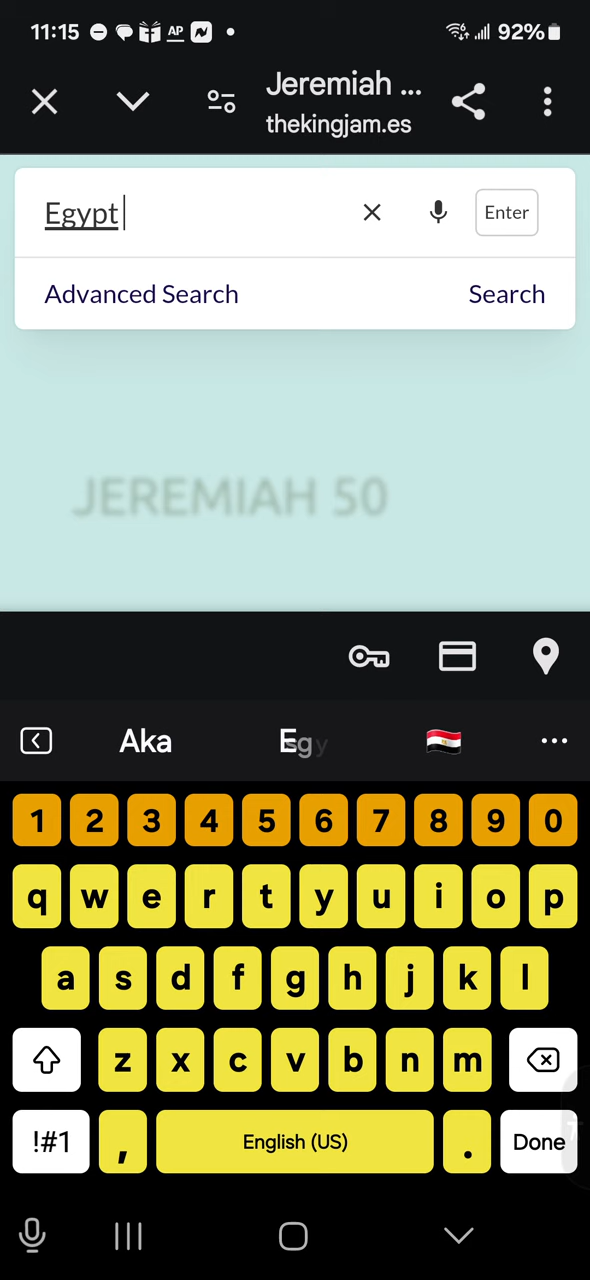 11:15 AP 92%
Jeremiah ...
thekingjam.es
Egypt Enter
Advanced Search Search
JEREMIAH 50
Aka Egy 🇪🇬 ...
1 2 3 4 5 6 7 8 9 0
q w e r t y u i o p
a s d f g h j k l
z x c v b n m
!#1 , English (US) . Done